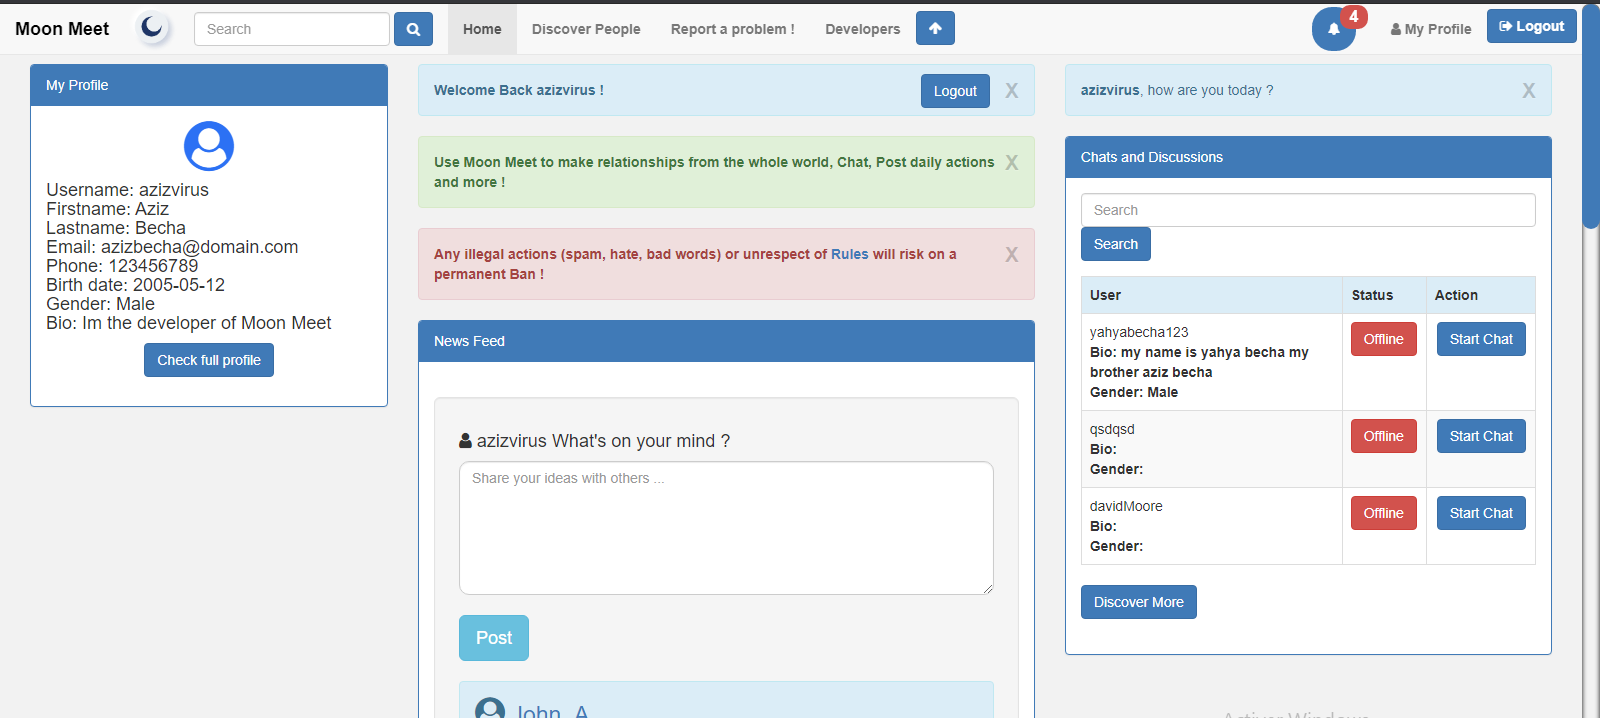 Moon Meet
Search
Home
Discover People
Report a problem !
Developers
4
My Profile
Logout
My Profile
Username: azizvirus
Firstname: Aziz
Lastname: Becha
Email: azizbecha@domain.com
Phone: 123456789
Birth date: 2005-05-12
Gender: Male
Bio: Im the developer of Moon Meet
Check full profile
Welcome Back azizvirus !
Logout
X
Use Moon Meet to make relationships from the whole world, Chat, Post daily actions
and more !
X
Any illegal actions (spam, hate, bad words) or unrespect of Rules will risk on a
permanent Ban !
X
News Feed
azizvirus What's on your mind ?
Share your ideas with others ...
Post
John_A
azizvirus, how are you today ?
X
Chats and Discussions
Search
Search
User Status Action
yahyabecha123
Bio: my name is yahya becha my
brother aziz becha
Gender: Male
Offline
Start Chat
qsdqsd
Bio:
Gender:
Offline
Start Chat
davidMoore
Bio:
Gender:
Offline
Start Chat
Discover More
Activer Windows